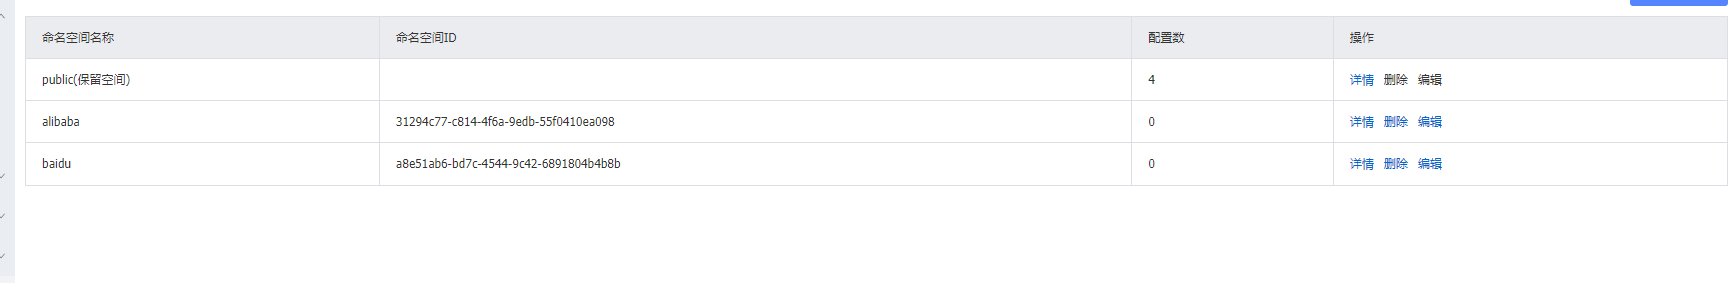 命名空间名称 命名空间ID 配置数 操作
public(保留空间) 4 详情 删除 编辑
alibaba 31294c77-c814-4f6a-9edb-55f0410ea098 0 详情 删除 编辑
baidu a8e51ab6-bd7c-4544-9c42-6891804b4b8b 0 详情 删除 编辑